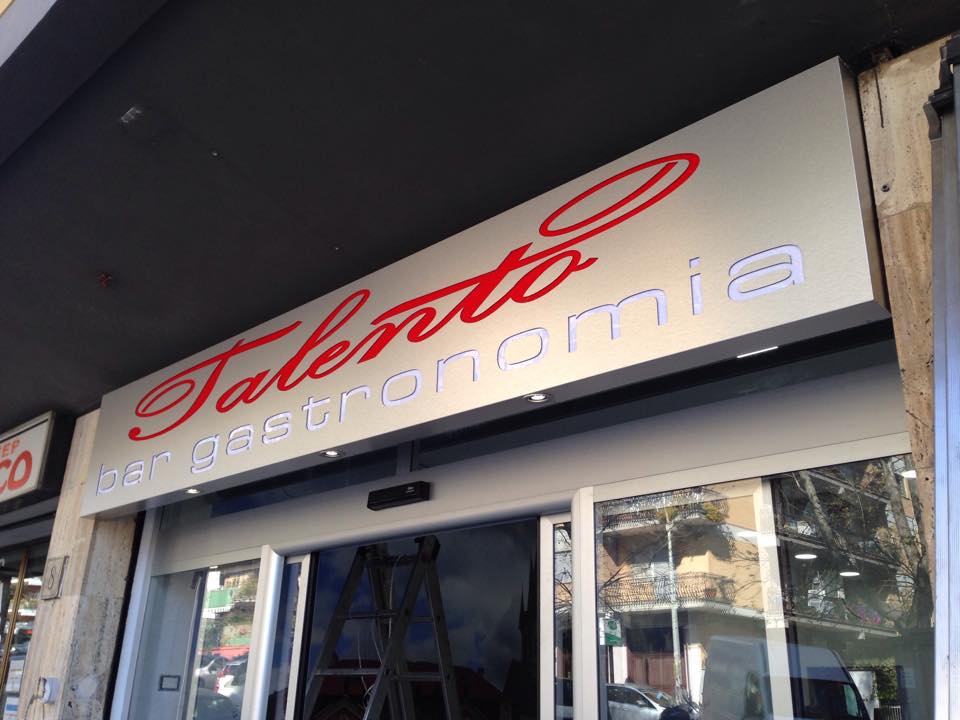 Talento
bar gastronomia
CO